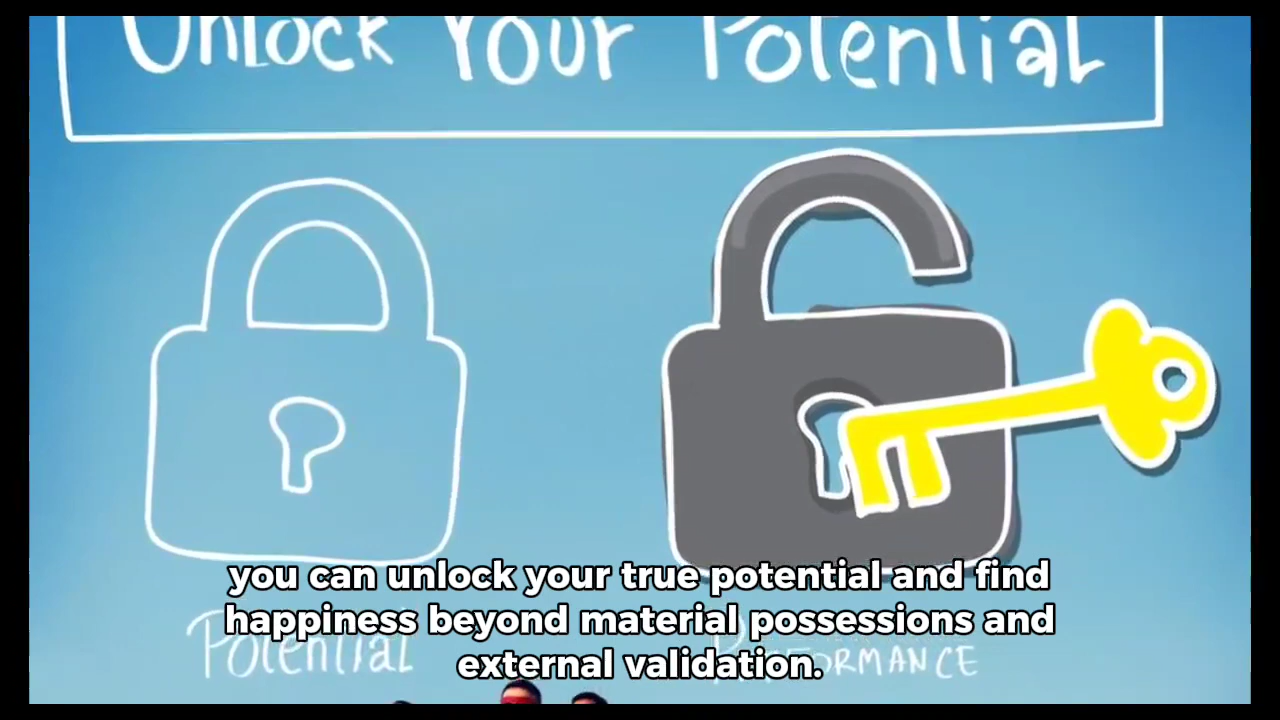 UnLock Your Potential
you can unlock your true potential and find
happiness beyond material possessions and
external validation.
Potential
PERFORMANCE